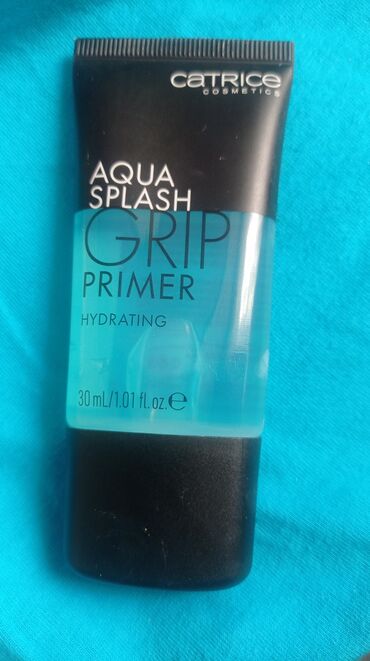 CATRICE
COSMETICS
AQUA
SPLASH
GRIP
PRIMER
HYDRATING
30 mL/1.01 fl. oz. ℮